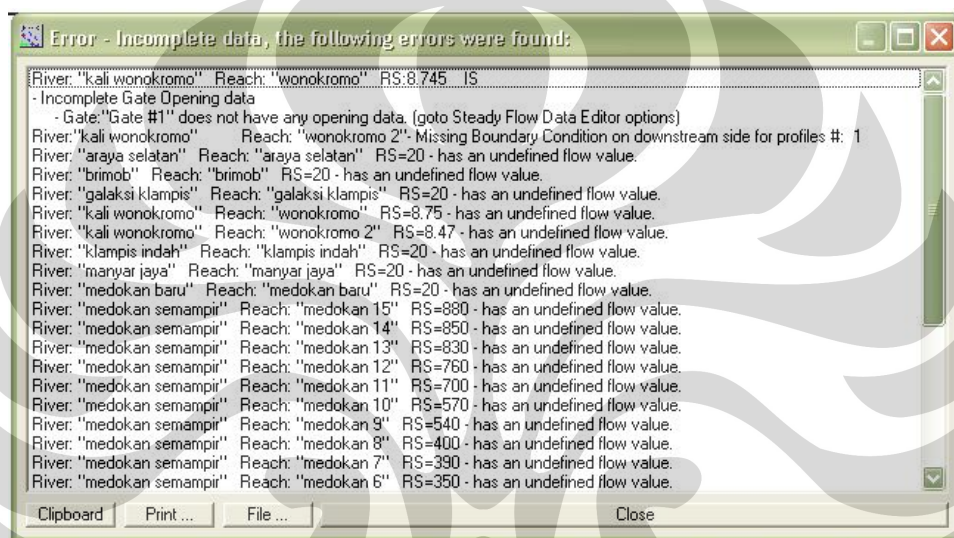 Error - Incomplete data, the following errors were found:
River: "kali wonokromo" Reach: "wonokromo" RS:8.745 IS
- Incomplete Gate Opening data
- Gate:"Gate #1" does not have any opening data. (goto Steady Flow Data Editor options)
River:"kali wonokromo" Reach: "wonokromo 2"- Missing Boundary Condition on downstream side for profiles #: 1
River: "araya selatan" Reach: "araya selatan" RS=20 - has an undefined flow value.
River: "brimob" Reach: "brimob" RS=20 - has an undefined flow value.
River: "galaksi klampis" Reach: "galaksi klampis" RS=20 - has an undefined flow value.
River: "kali wonokromo" Reach: "wonokromo" RS=8.75 - has an undefined flow value.
River: "kali wonokromo" Reach: "wonokromo 2" RS=8.47 - has an undefined flow value.
River: "klampis indah" Reach: "klampis indah" RS=20 - has an undefined flow value.
River: "manyar jaya" Reach: "manyar jaya" RS=20 - has an undefined flow value.
River: "medokan baru" Reach: "medokan baru" RS=20 - has an undefined flow value.
River: "medokan semampir" Reach: "medokan 15" RS=880 - has an undefined flow value.
River: "medokan semampir" Reach: "medokan 14" RS=850 - has an undefined flow value.
River: "medokan semampir" Reach: "medokan 13" RS=830 - has an undefined flow value.
River: "medokan semampir" Reach: "medokan 12" RS=760 - has an undefined flow value.
River: "medokan semampir" Reach: "medokan 11" RS=700 - has an undefined flow value.
River: "medokan semampir" Reach: "medokan 10" RS=570 - has an undefined flow value.
River: "medokan semampir" Reach: "medokan 9" RS=540 - has an undefined flow value.
River: "medokan semampir" Reach: "medokan 8" RS=400 - has an undefined flow value.
River: "medokan semampir" Reach: "medokan 7" RS=390 - has an undefined flow value.
River: "medokan semampir" Reach: "medokan 6" RS=350 - has an undefined flow value.
Clipboard Print ... File ... Close